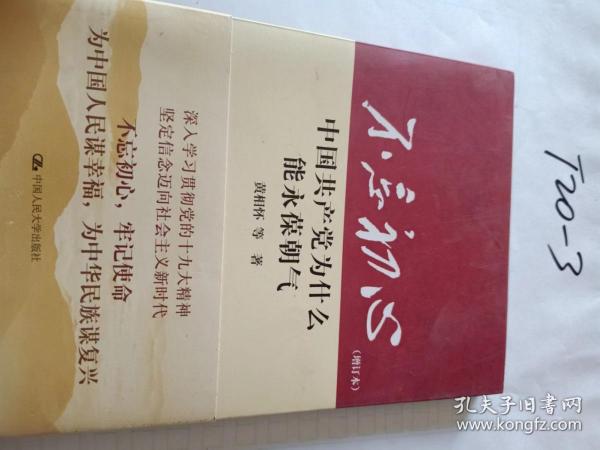 不忘初心
(增订本)
中国共产党为什么
能永葆朝气
黄相怀 等 著
深入学习贯彻党的十九大精神
坚定信念迈向社会主义新时代
不忘初心，牢记使命
为中国人民谋幸福，为中华民族谋复兴
中国人民大学出版社
T20-3
孔夫子旧书网
www.kongfz.com